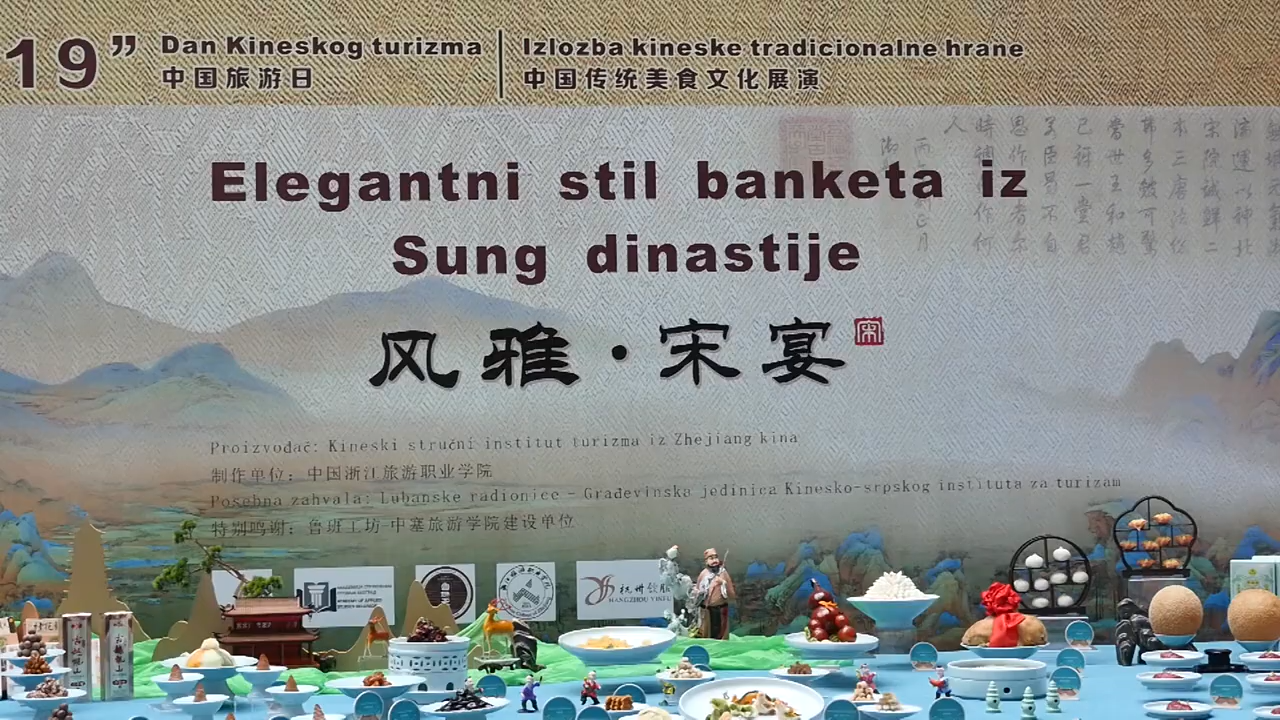 19”
Dan Kineskog turizma
中国旅游日
Izlozba kineske tradicionalne hrane
中国传统美食文化展演
Elegantni stil banketa iz
Sung dinastije
风雅·宋宴
宋
Proizvođač: Kineski stručni institut turizma iz Zhejiang kina
制作单位：中国浙江旅游职业学院
Posebna zahvala: Lubanske radionice - Građevinska jedinica Kinesko-srpskog instituta za turizam
特别鸣谢：鲁班工坊 中塞旅游学院建设单位
HANGZHOU